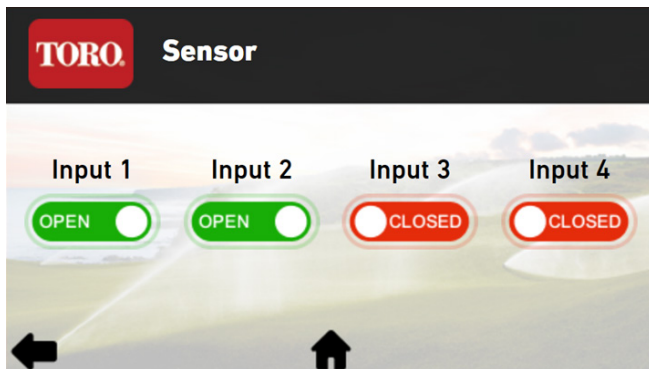 TORO. Sensor
Input 1 Input 2 Input 3 Input 4
OPEN OPEN CLOSED CLOSED